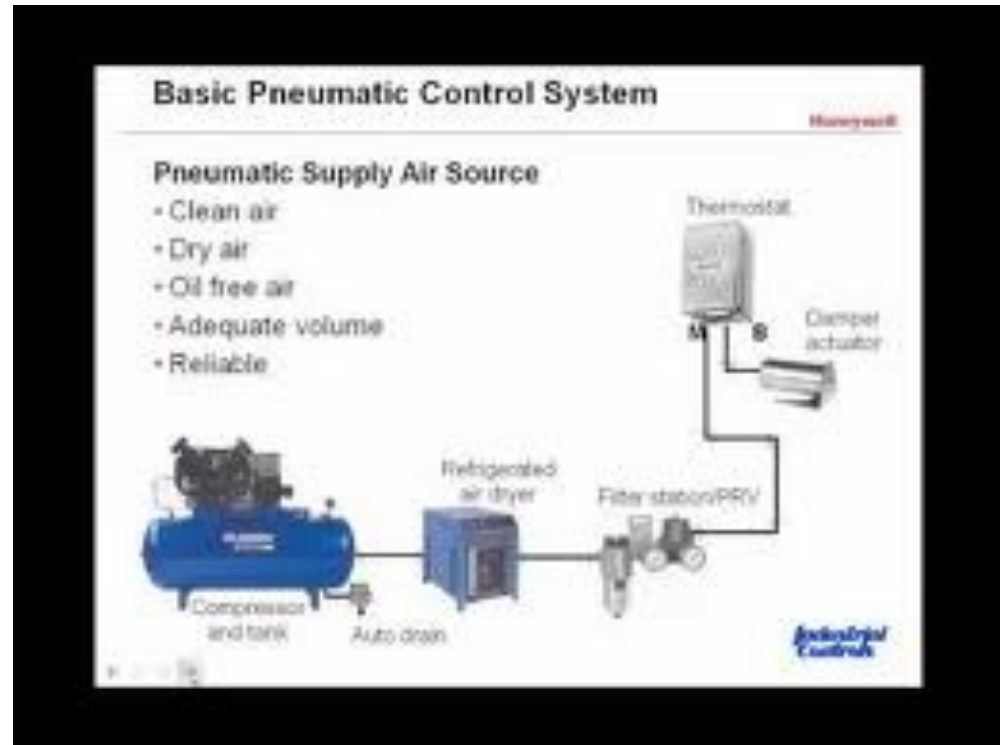 Basic Pneumatic Control System
Honeywell
Pneumatic Supply Air Source
• Clean air
• Dry air
• Oil free air
• Adequate volume
• Reliable
Thermostat
M B
Damper
actuator
Refrigerated
air dryer
Filter station/PRV
Compressor
and tank
Auto drain
Industrial
Controls